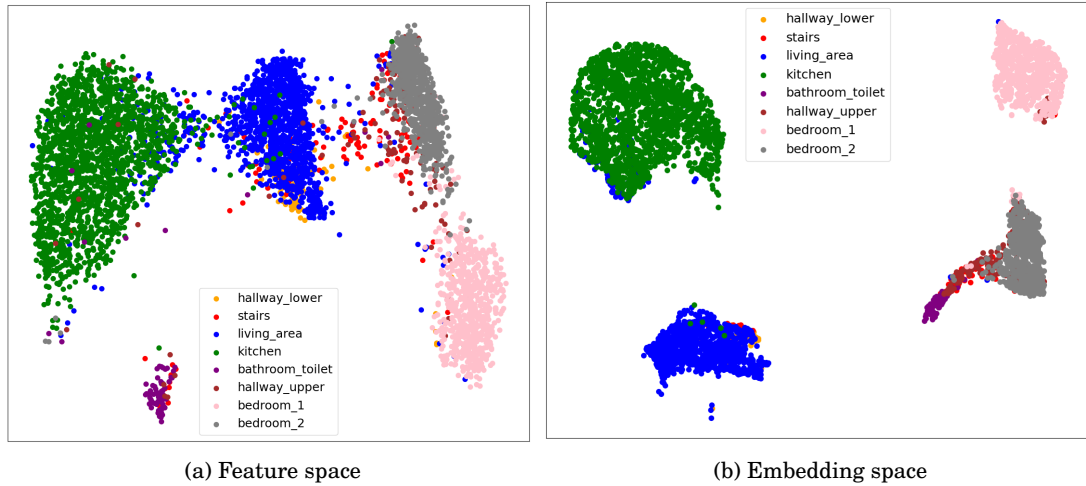 hallway_lower
stairs
living_area
kitchen
bathroom_toilet
hallway_upper
bedroom_1
bedroom_2
(a) Feature space
hallway_lower
stairs
living_area
kitchen
bathroom_toilet
hallway_upper
bedroom_1
bedroom_2
(b) Embedding space